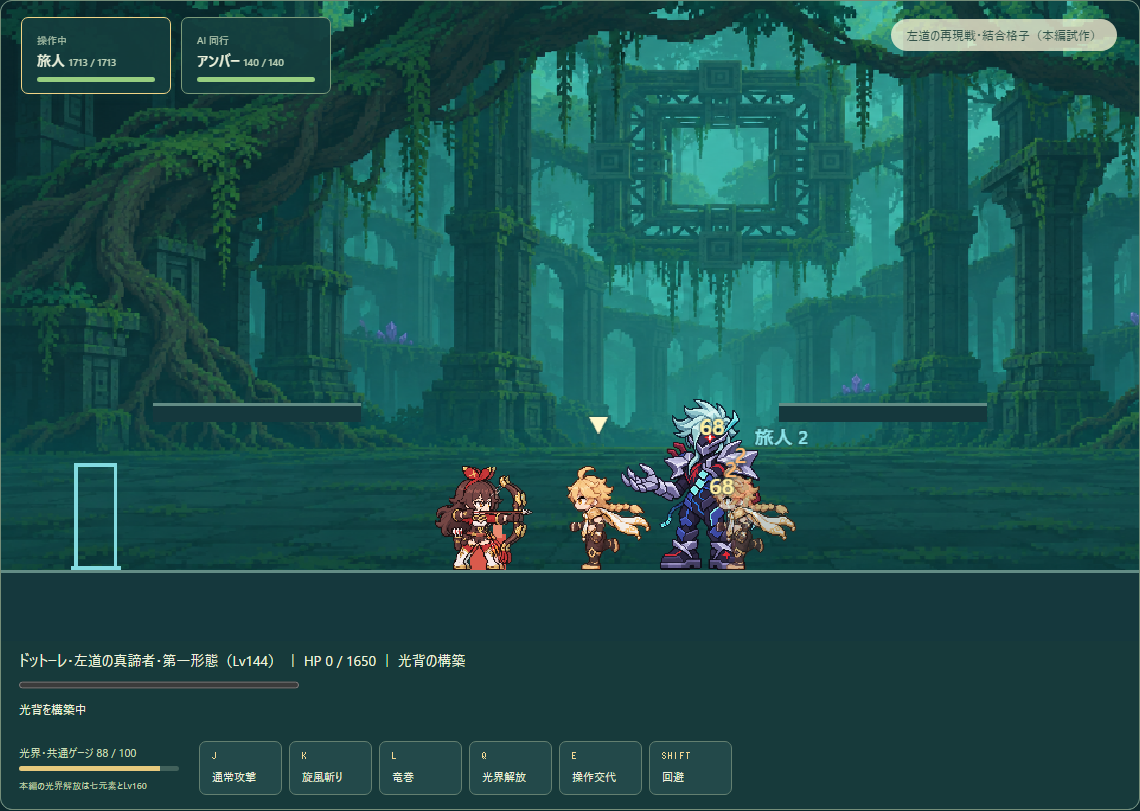 操作中
旅人 1713 / 1713
AI 同行
アンバー 140 / 140
左道の再現戦・結合格子（本編試作）
68
旅人 2
2
2
68
ドットーレ・左道の真諦者・第一形態（Lv144） | HP 0 / 1650 | 光背の構築
光背を構築中
光界・共通ゲージ 88 / 100
本編の光界解放は七元素とLv160
J
通常攻撃
K
旋風斬り
L
竜巻
Q
光界解放
E
操作交代
SHIFT
回避